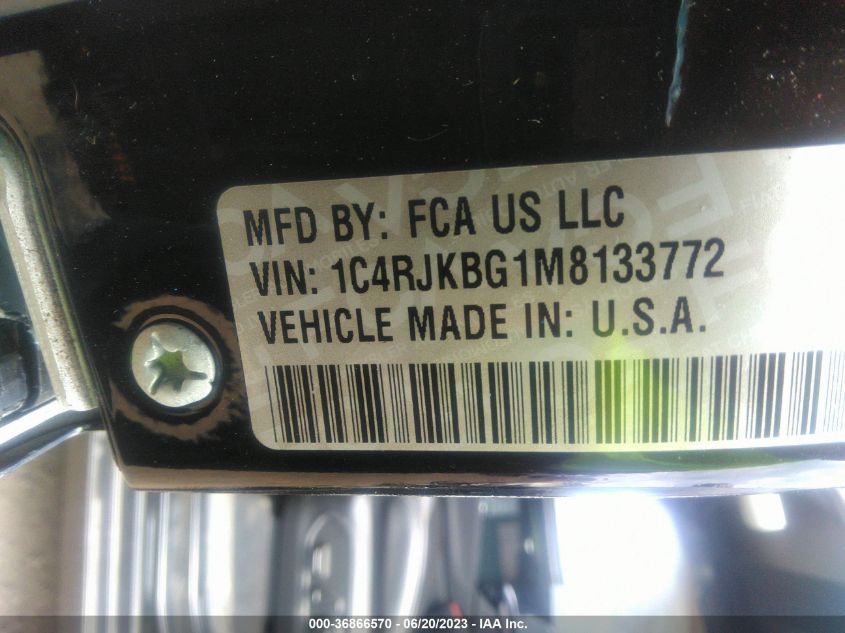 MFD BY: FCA US LLC
VIN: 1C4RJKBG1M8133772
VEHICLE MADE IN: U.S.A.
000-36866570 - 06/20/2023 - IAA Inc.